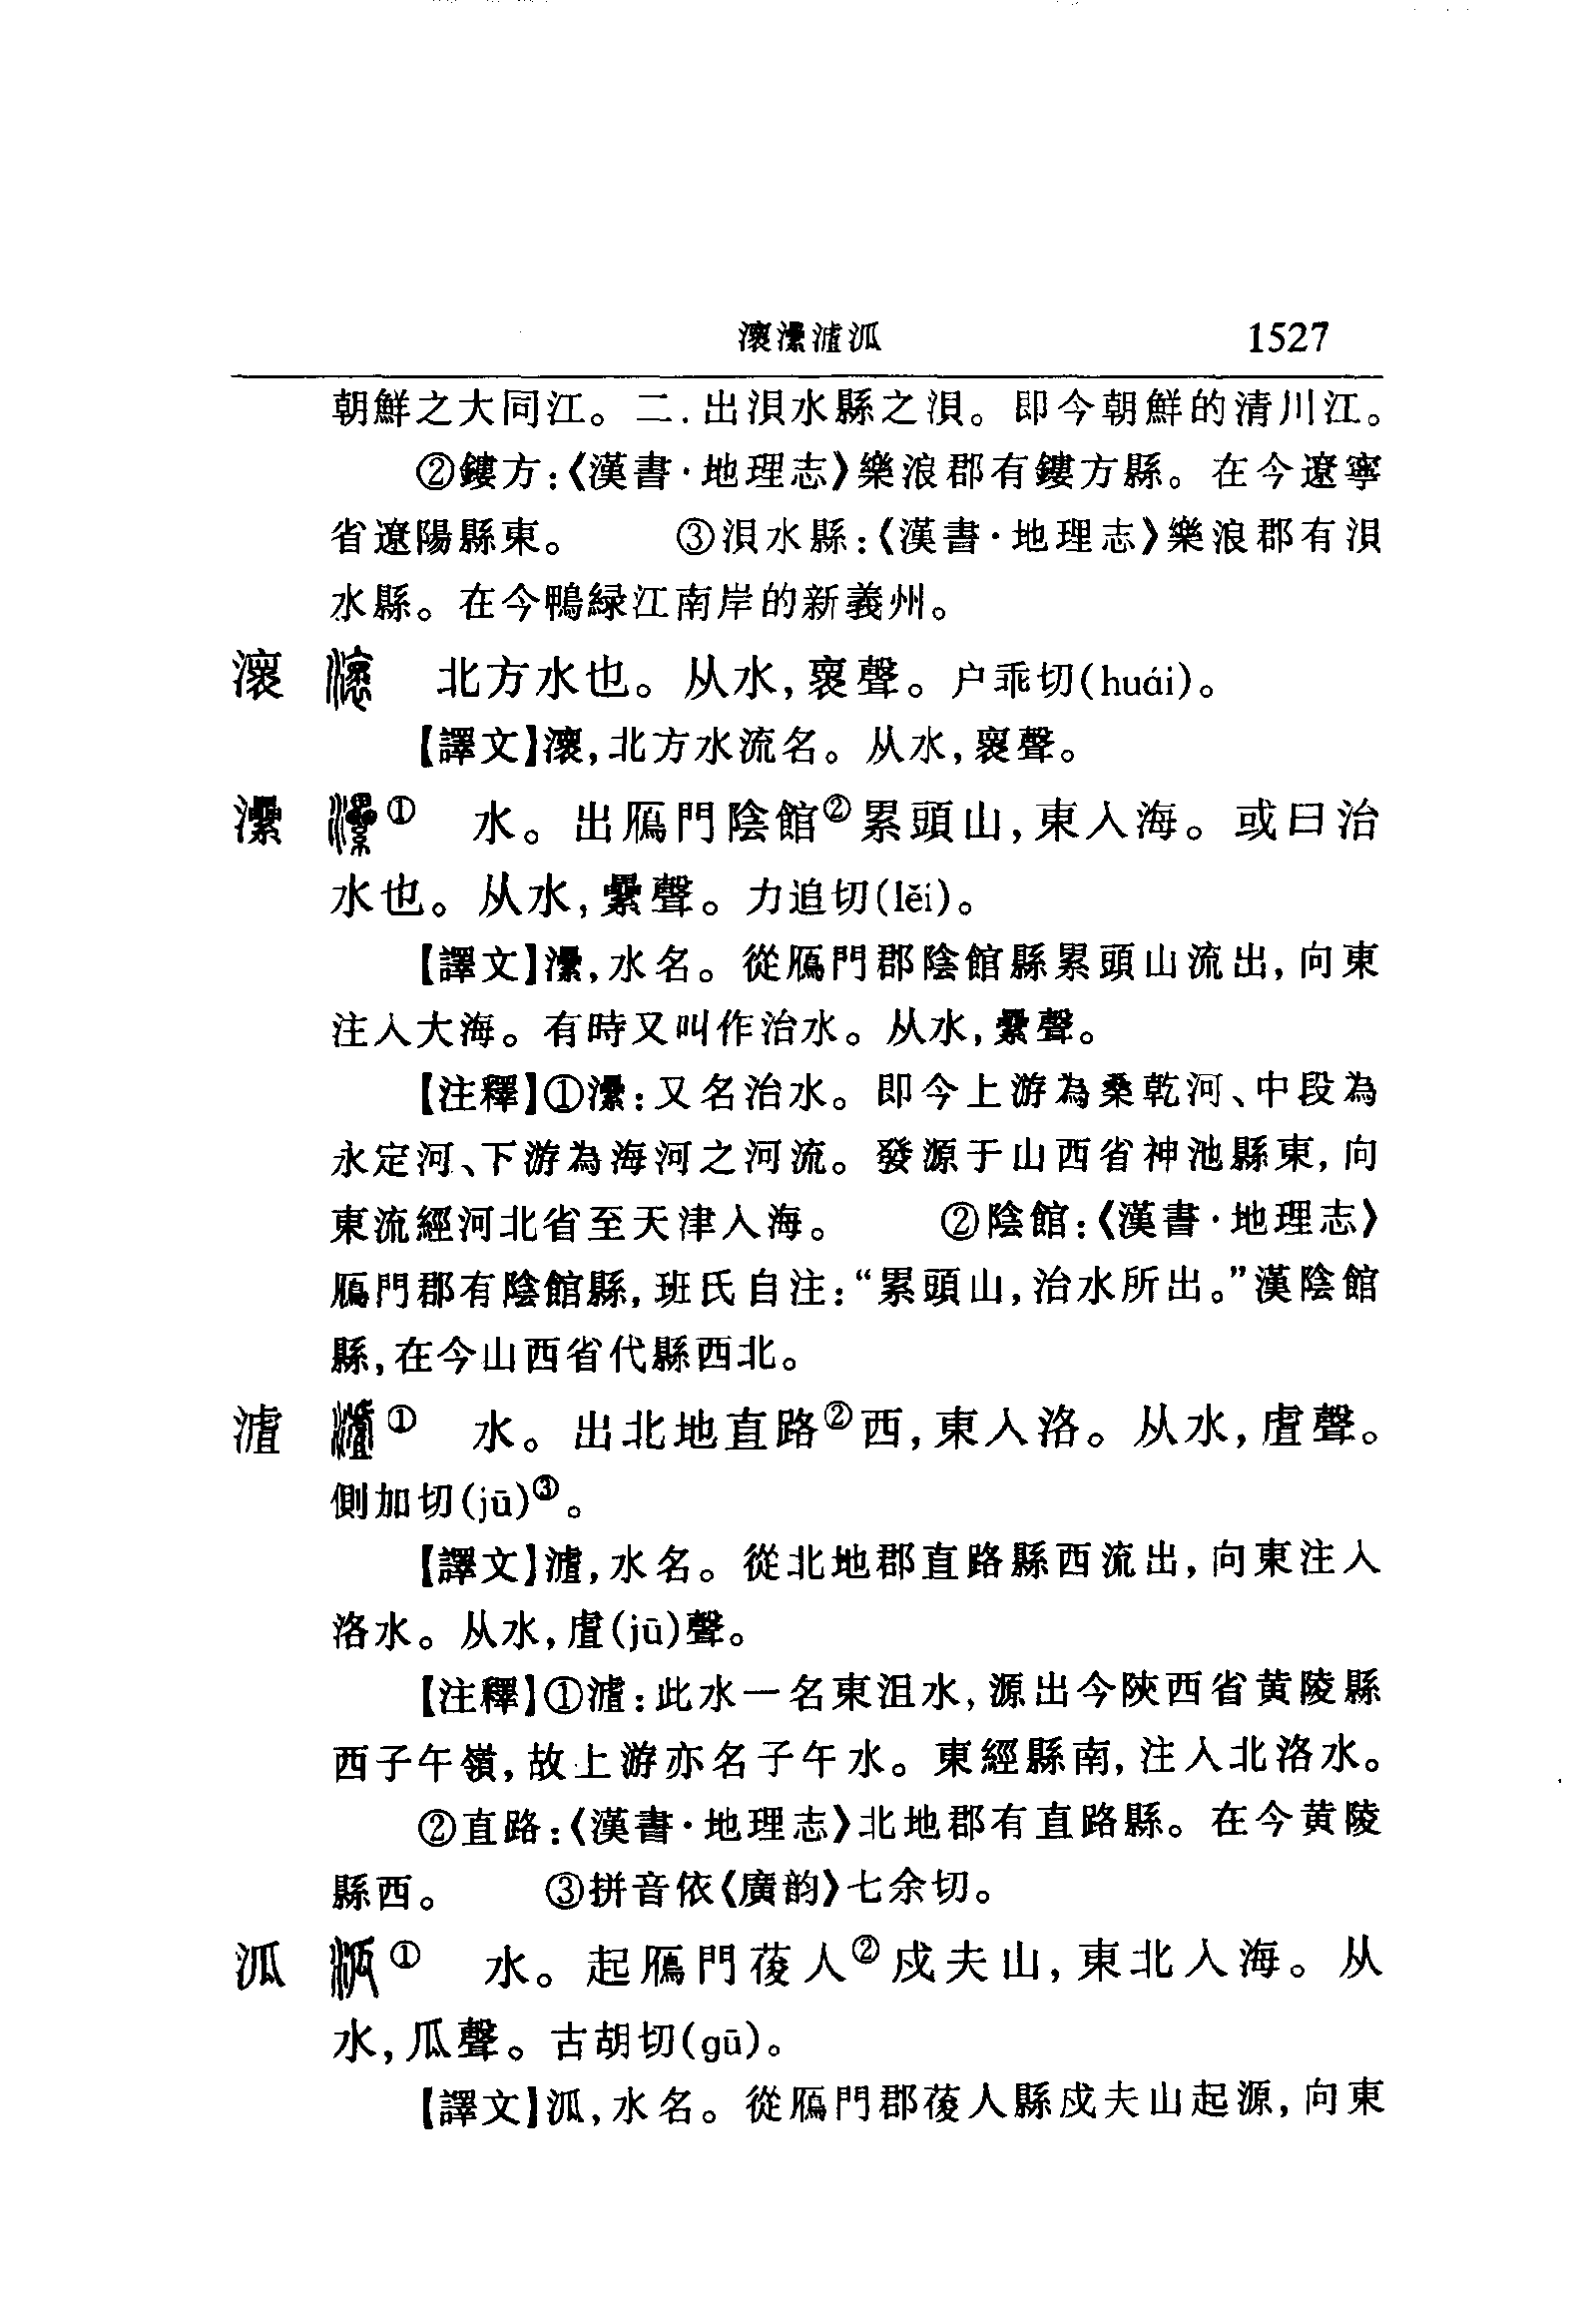 瀤灅濾泒 1527
朝鮮之大同江。二.出浿水縣之浿。即今朝鮮的清川江。
②鏤方:《漢書·地理志》樂浪郡有鏤方縣。在今遼寧
省遼陽縣東。 ③浿水縣:《漢書·地理志》樂浪郡有浿
水縣。在今鴨緑江南岸的新義州。
瀤 北方水也。从水,褱聲。户乖切(huái)。
【譯文】瀤,北方水流名。从水,褱聲。
灅 ① 水。出鴈門陰館②累頭山,東入海。或曰治
水也。从水,纍聲。力追切(lěi)。
【譯文】灅,水名。從鴈門郡陰館縣累頭山流出,向東
注入大海。有時又叫作治水。从水,纍聲。
【注釋】①灅:又名治水。即今上游為桑乾河、中段為
永定河、下游為海河之河流。發源于山西省神池縣東,向
東流經河北省至天津入海。 ②陰館:《漢書·地理志》
鴈門郡有陰館縣,班氏自注:“累頭山,治水所出。”漢陰館
縣,在今山西省代縣西北。
瀘 ① 水。出北地直路②西,東入洛。从水,虘聲。
側加切(jū)③。
【譯文】㵖,水名。從北地郡直路縣西流出,向東注入
洛水。从水,虘(jū)聲。
【注釋】①㵖:此水一名東沮水,源出今陜西省黄陵縣
西子午嶺,故上游亦名子午水。東經縣南,注入北洛水。
②直路:《漢書·地理志》北地郡有直路縣。在今黄陵
縣西。 ③拼音依《廣韵》七余切。
泒 ① 水。起鴈門葰人②戍夫山,東北入海。从
水,瓜聲。古胡切(gū)。
【譯文】泒,水名。從鴈門郡葰人縣戍夫山起源,向東